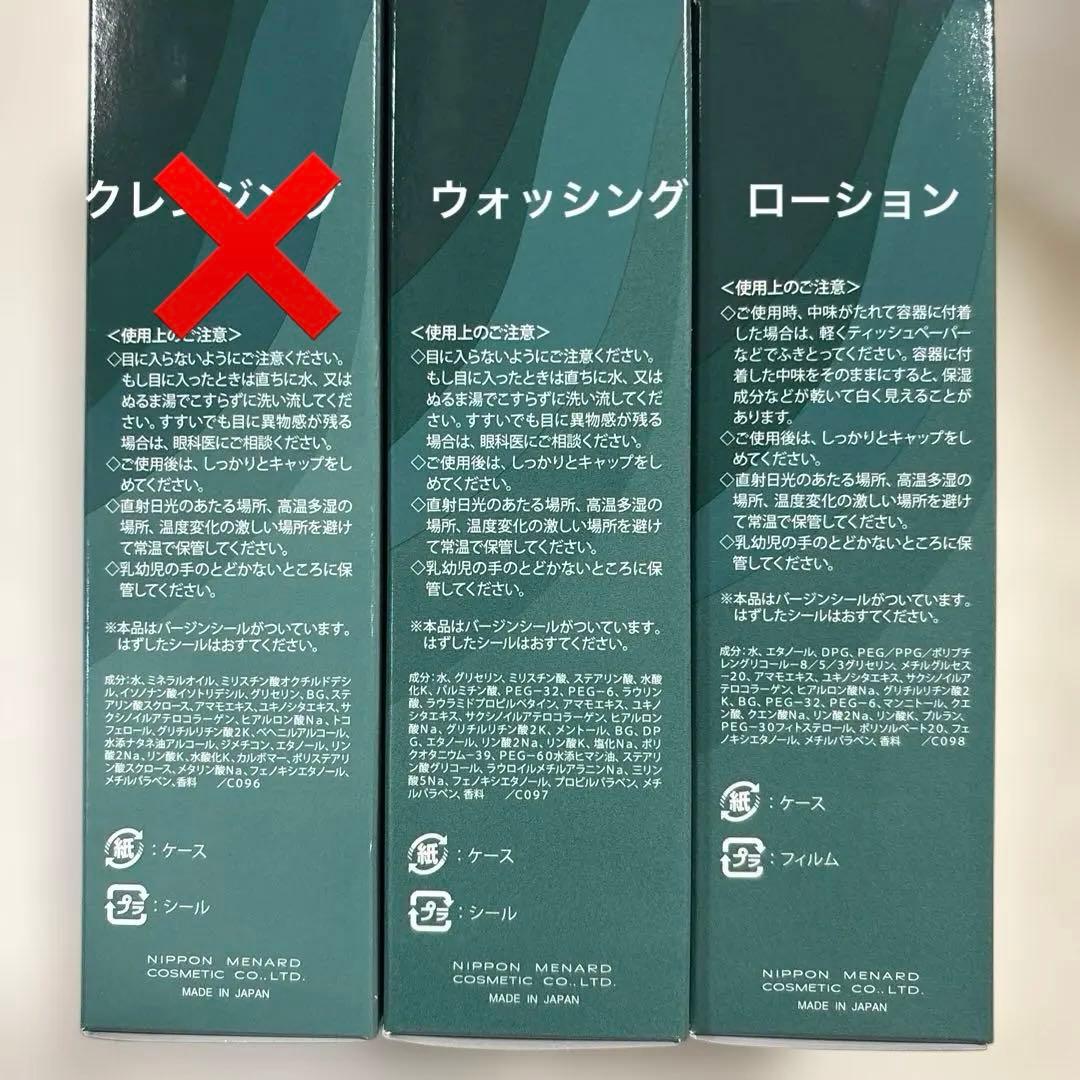 クレンジング
<使用上のご注意>
◇目に入らないようにご注意ください。
もし目に入ったときは直ちに水、又は
ぬるま湯でこすらずに洗い流してくだ
さい。すすいでも目に異物感が残る
場合は、眼科医にご相談ください。
◇ご使用後は、しっかりとキャップをし
めてください。
◇直射日光のあたる場所、高温多湿の
場所、温度変化の激しい場所を避け
て常温で保管してください。
◇乳幼児の手のとどかないところに保
管してください。
※本品はバージンシールがついています。
はずしたシールはおすてください。
成分:水、ミネラルオイル、ミリスチン酸オクチルドデシ
ル、イソノナン酸イソトリデシル、グリセリン、BG、ステ
アリン酸スクロース、アマモエキス、ユキノシタエキス、サ
クシノイルアテロコラーゲン、ヒアルロン酸Na、トコ
フェロール、グリチルリチン酸2K、ベヘニルアルコール、
水添ナタネ油アルコール、ジメチコン、エタノール、リン
酸2Na、リン酸K、水酸化K、カルボマー、ポリステアリ
ン酸スクロース、メタリン酸Na、フェノキシエタノール、
メチルパラベン、香料 /C096
紙:ケース
プラ:シール
NIPPON MENARD
COSMETIC CO.,LTD.
MADE IN JAPAN
ウォッシング
<使用上のご注意>
◇目に入らないようにご注意ください。
もし目に入ったときは直ちに水、又は
ぬるま湯でこすらずに洗い流してくだ
さい。すすいでも目に異物感が残る
場合は、眼科医にご相談ください。
◇ご使用後は、しっかりとキャップをし
めてください。
◇直射日光のあたる場所、高温多湿の
場所、温度変化の激しい場所を避け
て常温で保管してください。
◇乳幼児の手のとどかないところに保
管してください。
※本品はバージンシールがついています。
はずしたシールはおすてください。
成分:水、グリセリン、ミリスチン酸、ステアリン酸、水酸
化K、パルミチン酸、PEG-32、PEG-6、ラウリン
酸、ラウラミドプロピルベタイン、アマモエキス、ユキノ
シタエキス、サクシノイルアテロコラーゲン、ヒアルロン
酸Na、グリチルリチン酸2K、メントール、BG、DP
G、エタノール、リン酸2Na、リン酸K、塩化Na、ポリ
クオタニウム-39、PEG-60水添ヒマシ油、ステアリン
酸グリコール、ラウロイルメチルアラニンNa、ミリン
酸5Na、フェノキシエタノール、プロピルパラベン、メチ
ルパラベン、香料 /C097
紙:ケース
プラ:シール
NIPPON MENARD
COSMETIC CO.,LTD.
MADE IN JAPAN
ローション
<使用上のご注意>
◇ご使用時、中味がたれて容器に付着
した場合は、軽くティッシュペーパー
などでふきとってください。容器に付
着した中味をそのままにすると、保湿
成分などが乾いて白く見えることが
あります。
◇ご使用後は、しっかりとキャップをし
めてください。
◇直射日光のあたる場所、高温多湿の
場所、温度変化の激しい場所を避け
て常温で保管してください。
◇乳幼児の手のとどかないところに保
管してください。
※本品はバージンシールがついています。
はずしたシールはおすてください。
成分:水、エタノール、DPG、PEG/PPG/ポリブチ
レングリコール-8/5/3グリセリン、メチルグルセス
-20、アマモエキス、ユキノシタエキス、サクシノイルア
テロコラーゲン、ヒアルロン酸Na、グリチルリチン酸2
K、BG、PEG-32、PEG-6、マンニトール、クエ
ン酸、クエン酸Na、リン酸2Na、リン酸K、プルラン、
PEG-30フィトステロール、ポリソルベート20、フェ
ノキシエタノール、メチルパラベン、香料 /C098
紙:ケース
プラ:フィルム
NIPPON MENARD
COSMETIC CO.,LTD.
MADE IN JAPAN